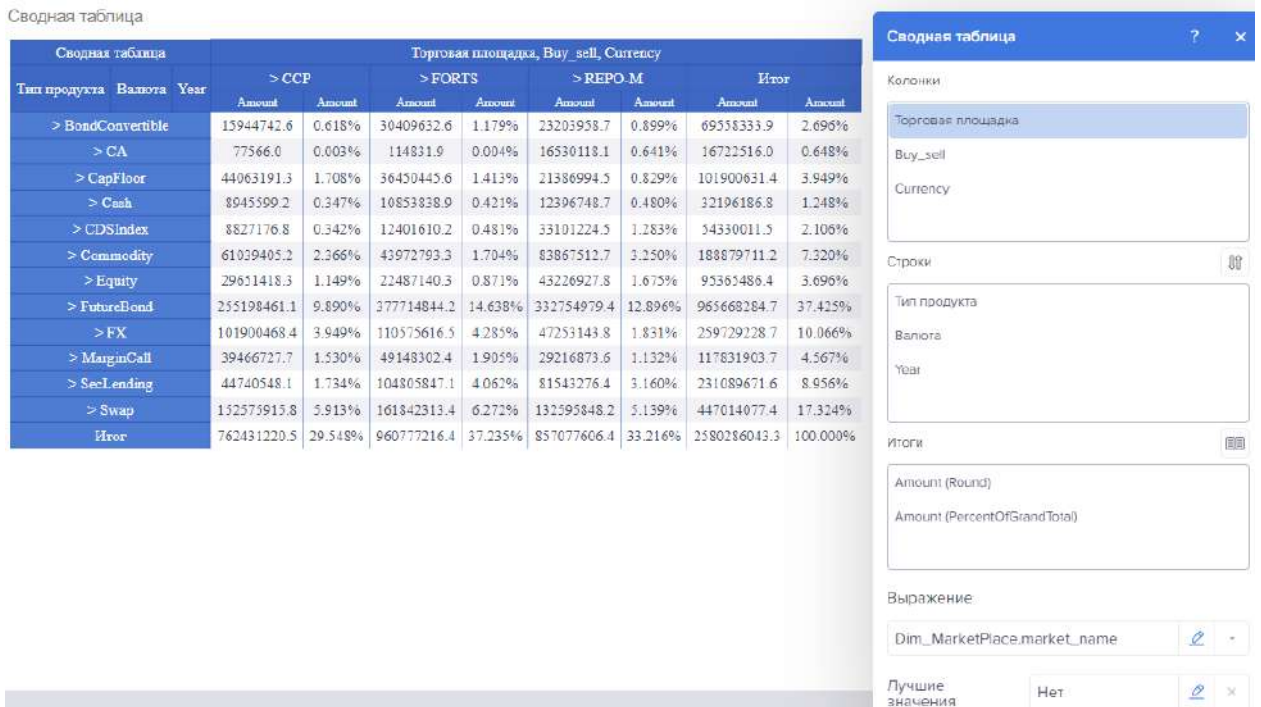 Сводная таблица
Сводная таблица Торговая площадка, Buy_sell, Currency
Тип продукта Валюта Year > CCP > FORTS > REPO-M Итог
Amount Amount Amount Amount Amount Amount Amount Amount
> BondConvertible 15944742.6 0.618% 30409632.6 1.179% 23203958.7 0.899% 69558333.9 2.696%
> CA 77566.0 0.003% 114831.9 0.004% 16530118.1 0.641% 16722516.0 0.648%
> CapFloor 44063191.3 1.708% 36450445.6 1.413% 21386994.5 0.829% 101900631.4 3.949%
> Cash 8945599.2 0.347% 10853838.9 0.421% 12396748.7 0.480% 32196186.8 1.248%
> CDSIndex 8827176.8 0.342% 12401610.2 0.481% 33101224.5 1.283% 54330011.5 2.106%
> Commodity 61039405.2 2.366% 43972793.3 1.704% 83867512.7 3.250% 188879711.2 7.320%
> Equity 29651418.3 1.149% 22487140.3 0.871% 43226927.8 1.675% 95365486.4 3.696%
> FutureBond 255198461.1 9.890% 377714844.2 14.638% 332754979.4 12.896% 965668284.7 37.425%
> FX 101900468.4 3.949% 110575616.5 4.285% 47253143.8 1.831% 259729228.7 10.066%
> MarginCall 39466727.7 1.530% 49148302.4 1.905% 29216873.6 1.132% 117831903.7 4.567%
> SecLending 44740548.1 1.734% 104805847.1 4.062% 81543276.4 3.160% 231089671.6 8.956%
> Swap 152575915.8 5.913% 161842313.4 6.272% 132595848.2 5.139% 447014077.4 17.324%
Итог 762431220.5 29.548% 960777216.4 37.235% 857077606.4 33.216% 2580286043.3 100.000%
Сводная таблица ? ×
Колонки
Торговая площадка
Buy_sell
Currency
Строки
Тип продукта
Валюта
Year
Итоги
Amount (Round)
Amount (PercentOfGrandTotal)
Выражение
Dim_MarketPlace.market_name
Лучшие значения Нет